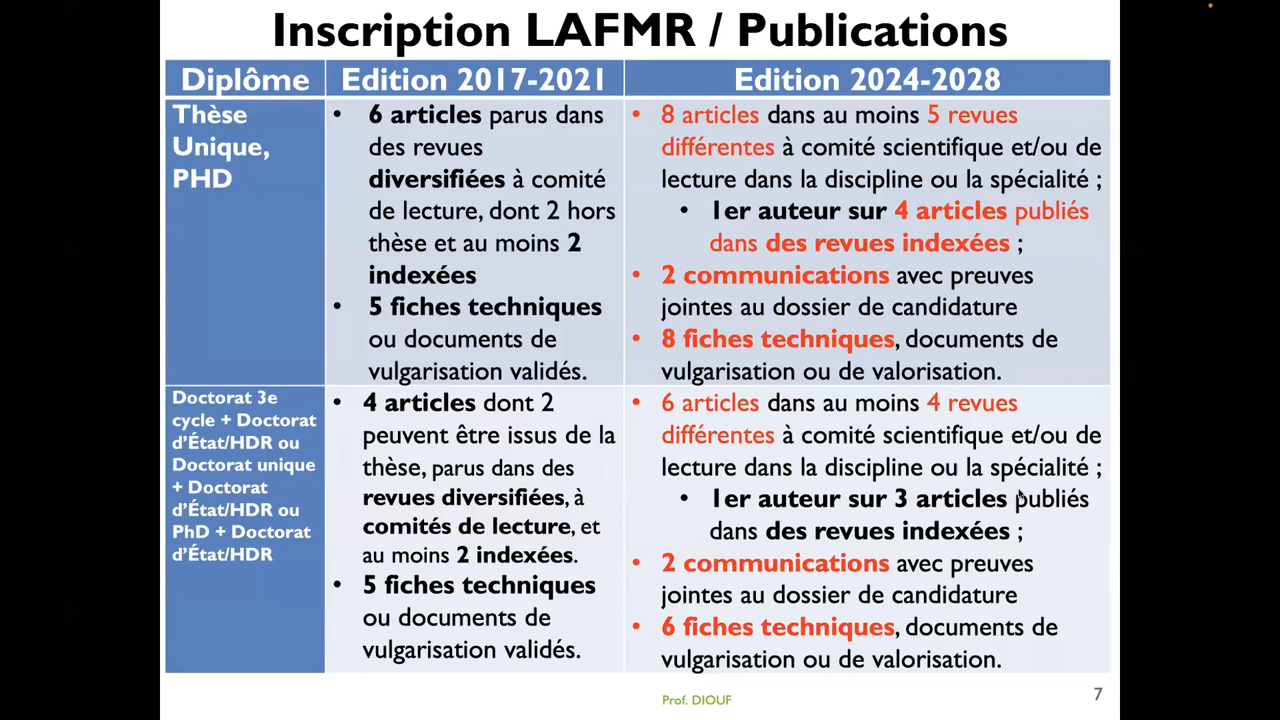 Inscription LAFMR / Publications
Diplôme
Edition 2017-2021
Edition 2024-2028
Thèse
Unique,
PHD
• 6 articles parus dans
des revues
diversifiées à comité
de lecture, dont 2 hors
thèse et au moins 2
indexées
• 5 fiches techniques
ou documents de
vulgarisation validés.
• 8 articles dans au moins 5 revues
différentes à comité scientifique et/ou de
lecture dans la discipline ou la spécialité ;
• 1er auteur sur 4 articles publiés
dans des revues indexées ;
• 2 communications avec preuves
jointes au dossier de candidature
• 8 fiches techniques, documents de
vulgarisation ou de valorisation.
Doctorat 3e
cycle + Doctorat
d'État/HDR ou
Doctorat unique
+ Doctorat
d'État/HDR ou
PhD + Doctorat
d'État/HDR
• 4 articles dont 2
peuvent être issus de la
thèse, parus dans des
revues diversifiées, à
comités de lecture, et
au moins 2 indexées.
• 5 fiches techniques
ou documents de
vulgarisation validés.
• 6 articles dans au moins 4 revues
différentes à comité scientifique et/ou de
lecture dans la discipline ou la spécialité ;
• 1er auteur sur 3 articles publiés
dans des revues indexées ;
• 2 communications avec preuves
jointes au dossier de candidature
• 6 fiches techniques, documents de
vulgarisation ou de valorisation.
Prof. DIOUF
7